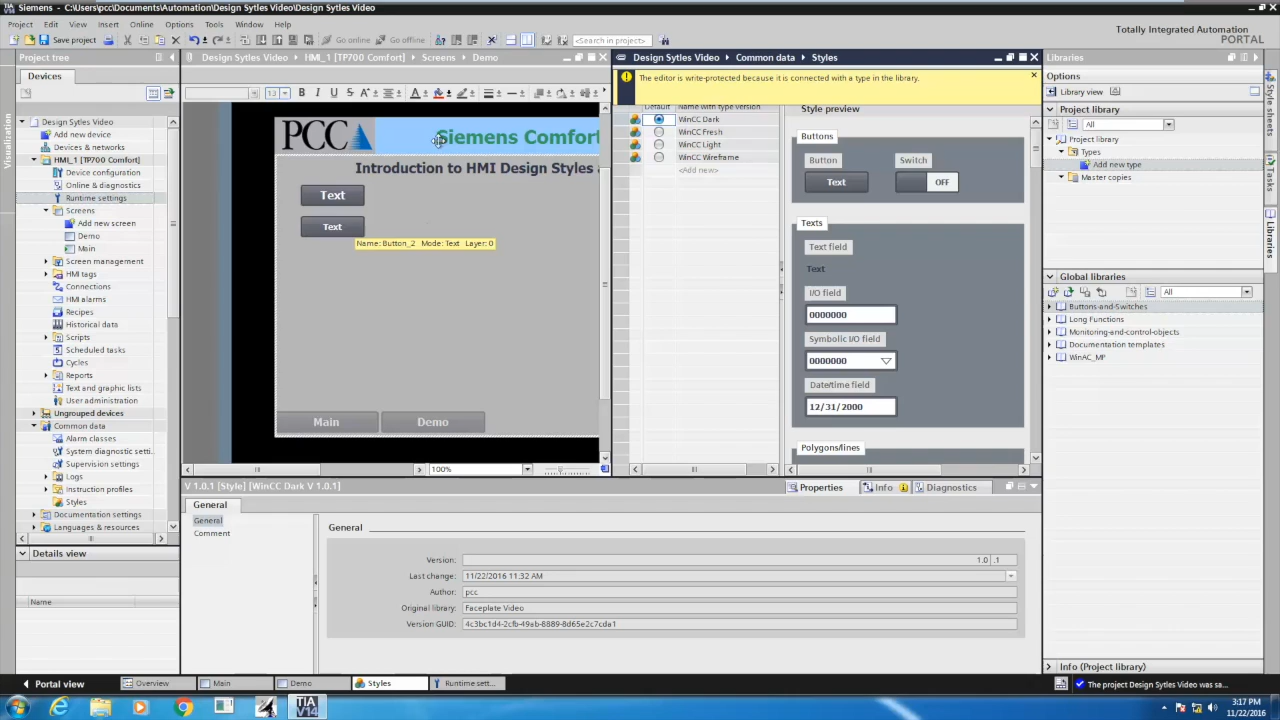 Siemens - C:\Users\pcc\Documents\Automation\Design Sytles Video\Design Sytles Video
Project Edit View Insert Online Options Tools Window Help
Totally Integrated Automation
PORTAL
Save project Go online Go offline <Search in project>
Project tree
Devices
Design Sytles Video
Add new device
Devices & networks
HMI_1 [TP700 Comfort]
Device configuration
Online & diagnostics
Runtime settings
Screens
Add new screen
Demo
Main
Screen management
HMI tags
Connections
HMI alarms
Recipes
Historical data
Scripts
Scheduled tasks
Cycles
Reports
Text and graphic lists
User administration
Ungrouped devices
Common data
Alarm classes
System diagnostic setti...
Supervision settings
Logs
Instruction profiles
Styles
Documentation settings
Languages & resources
Details view
Name
Visualization
Design Sytles Video HMI_1 [TP700 Comfort] Screens Demo
13
PCC
Siemens Comfort
Introduction to HMI Design Styles a
Text
Text
Name: Button_2 Mode: Text Layer: 0
Main Demo
100%
Design Sytles Video Common data Styles
The editor is write-protected because it is connected with a type in the library.
Default Name with type version
WinCC Dark
WinCC Fresh
WinCC Light
WinCC Wireframe
<Add new>
Style preview
Buttons
Button Switch
Text OFF
Texts
Text field
Text
I/O field
0000000
Symbolic I/O field
0000000
Date/time field
12/31/2000
Polygons/lines
V 1.0.1 [Style] [WinCC Dark V 1.0.1]
Properties Info Diagnostics
General
General
Comment
General
Version: 1.0 .1
Last change: 11/22/2016 11:32 AM
Author: pcc
Original library: Faceplate Video
Version GUID: 4c3bc1d4-2cfb-49ab-8889-8d65e2c7cda1
Libraries
Options
Library view
Project library
All
Project library
Types
Add new type
Master copies
Global libraries
All
Buttons-and-Switches
Long Functions
Monitoring-and-control-objects
Documentation templates
WinAC_MP
Info (Project library)
Tasks
Libraries
Portal view Overview Main Demo Styles Runtime sett...
The project Design Sytles Video was sa...
TIA
V14
3:17 PM
11/22/2016